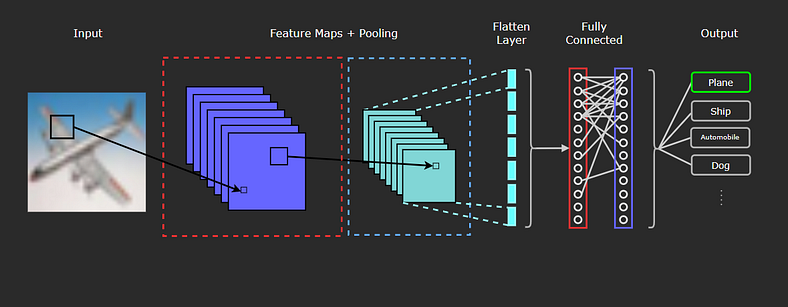 Input
Feature Maps + Pooling
Flatten
Layer
Fully
Connected
Output
Plane
Ship
Automobile
Dog